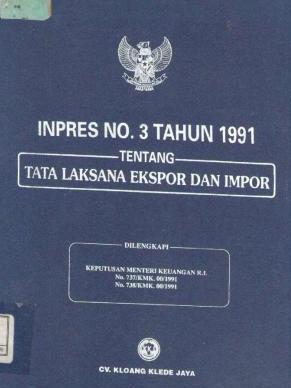 INPRES NO. 3 TAHUN 1991
TENTANG
TATA LAKSANA EKSPOR DAN IMPOR
DILENGKAPI
KEPUTUSAN MENTERI KEUANGAN R.I.
No. 737/KMK. 00/1991
No. 738/KMK. 00/1991
CV. KLOANG KLEDE JAYA